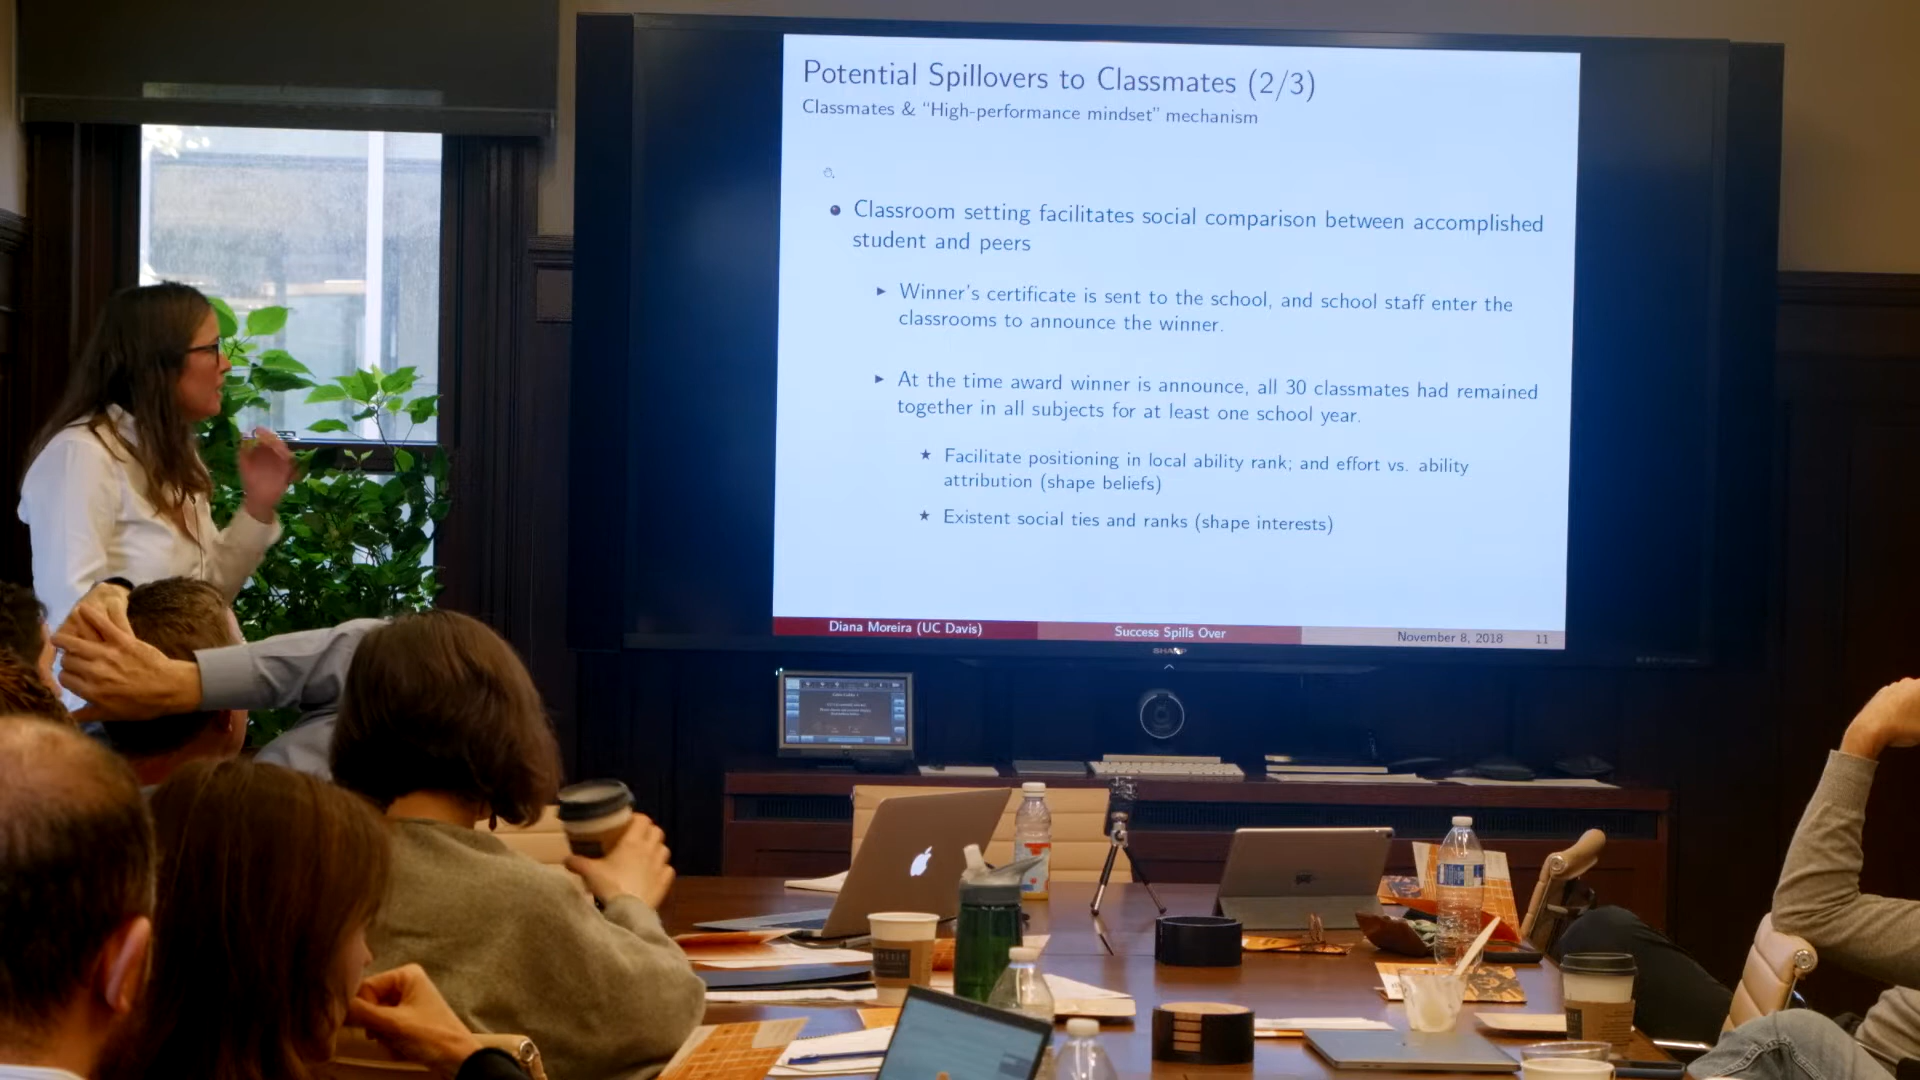 Potential Spillovers to Classmates (2/3)
Classmates & “High-performance mindset” mechanism
Classroom setting facilitates social comparison between accomplished
student and peers
Winner's certificate is sent to the school, and school staff enter the
classrooms to announce the winner.
At the time award winner is announce, all 30 classmates had remained
together in all subjects for at least one school year.
Facilitate positioning in local ability rank; and effort vs. ability
attribution (shape beliefs)
Existent social ties and ranks (shape interests)
Diana Moreira (UC Davis) Success Spills Over November 8, 2018 11
SHARP